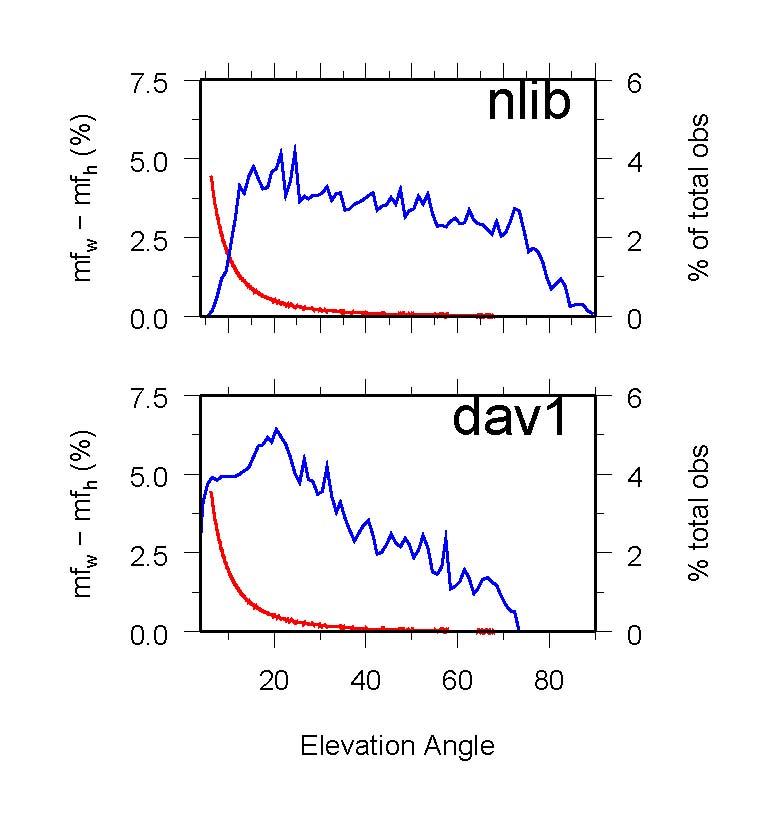 nlib
7.5
5.0
2.5
0.0
mfw − mfh (%)
6
4
2
0
% of total obs
dav1
7.5
5.0
2.5
0.0
mfw − mfh (%)
6
4
2
0
% total obs
20 40 60 80
Elevation Angle